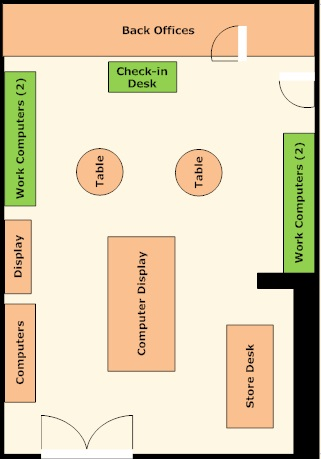 Back Offices
Check-in
Desk
Work Computers (2)
Table
Table
Work Computers (2)
Display
Computer Display
Computers
Store Desk